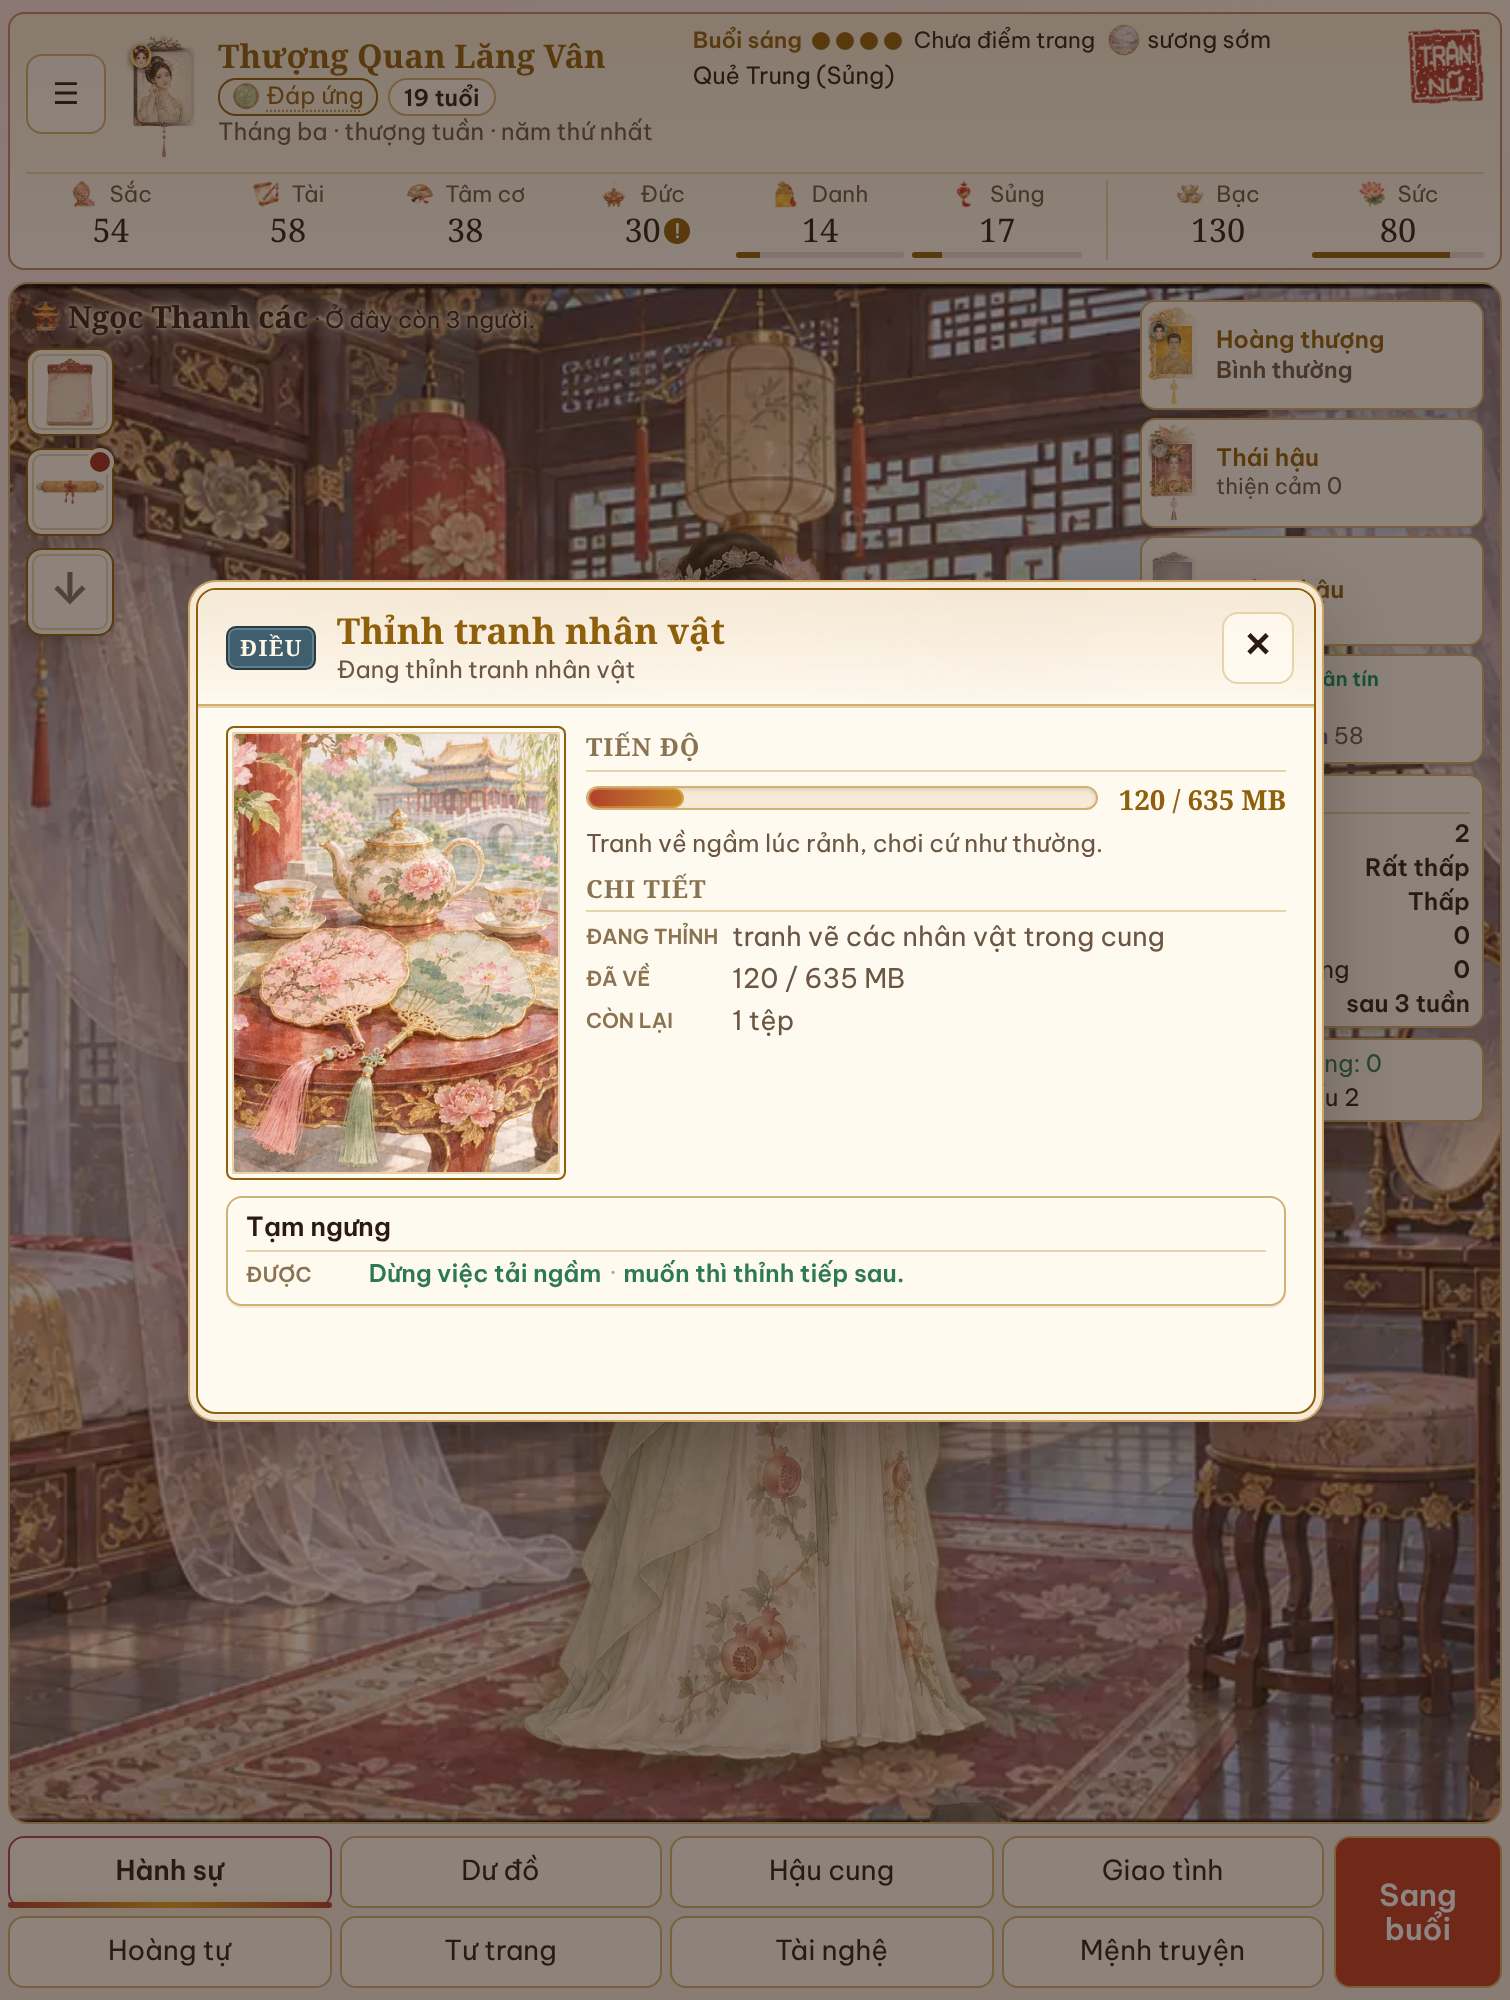 Thượng Quan Lăng Vân
Đáp ứng
19 tuổi
Tháng ba · thượng tuần · năm thứ nhất
Buổi sáng
Chưa điểm trang
sương sớm
Quẻ Trung (Sủng)
TRÂN
NỮ
Sắc
54
Tài
58
Tâm cơ
38
Đức
30 !
Danh
14
Sủng
17
Bạc
130
Sức
80
Ngọc Thanh các · Ở đây còn 3 người.
Hoàng thượng
Bình thường
Thái hậu
thiện cảm 0
ân tín
58
2
Rất thấp
Thấp
0
0
sau 3 tuần
ng: 0
u 2
ĐIỀU
Thỉnh tranh nhân vật
Đang thỉnh tranh nhân vật
✕
TIẾN ĐỘ
120 / 635 MB
Tranh về ngầm lúc rảnh, chơi cứ như thường.
CHI TIẾT
ĐANG THỈNH tranh vẽ các nhân vật trong cung
ĐÃ VỀ 120 / 635 MB
CÒN LẠI 1 tệp
Tạm ngưng
ĐƯỢC Dừng việc tải ngầm · muốn thì thỉnh tiếp sau.
Hành sự
Dư đồ
Hậu cung
Giao tình
Hoàng tự
Tư trang
Tài nghệ
Mệnh truyện
Sang
buổi